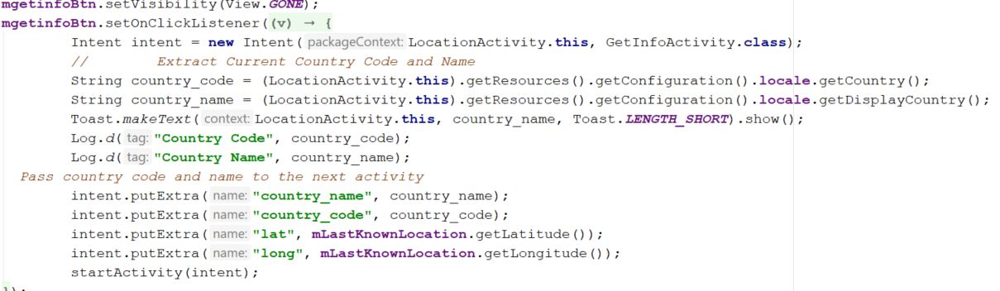 mgetinfoBtn.setVisibility(View.GONE);
mgetinfoBtn.setOnClickListener((v) → {
Intent intent = new Intent( packageContext: LocationActivity.this, GetInfoActivity.class);
// Extract Current Country Code and Name
String country_code = (LocationActivity.this).getResources().getConfiguration().locale.getCountry();
String country_name = (LocationActivity.this).getResources().getConfiguration().locale.getDisplayCountry();
Toast.makeText( context: LocationActivity.this, country_name, Toast.LENGTH_SHORT).show();
Log.d( tag: "Country Code", country_code);
Log.d( tag: "Country Name", country_name);
Pass country code and name to the next activity
intent.putExtra( name: "country_name", country_name);
intent.putExtra( name: "country_code", country_code);
intent.putExtra( name: "lat", mLastKnownLocation.getLatitude());
intent.putExtra( name: "long", mLastKnownLocation.getLongitude());
startActivity(intent);
});